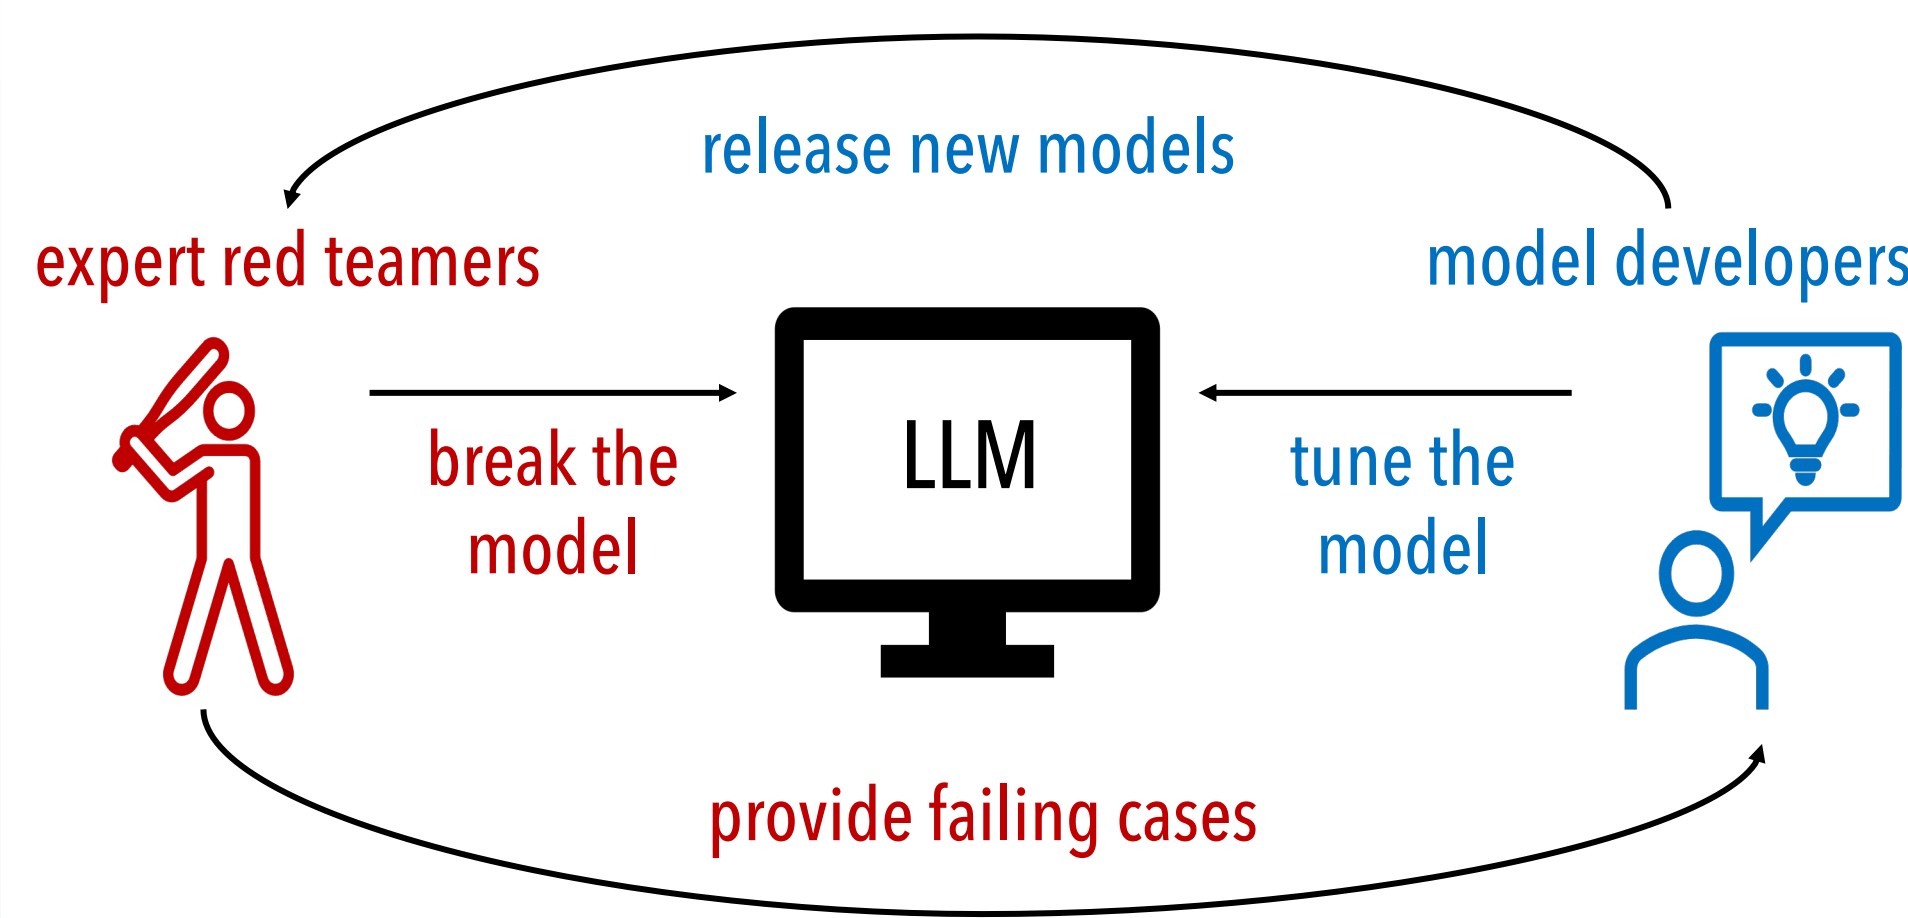 release new models
expert red teamers
model developers
LLM
break the
model
tune the
model
provide failing cases